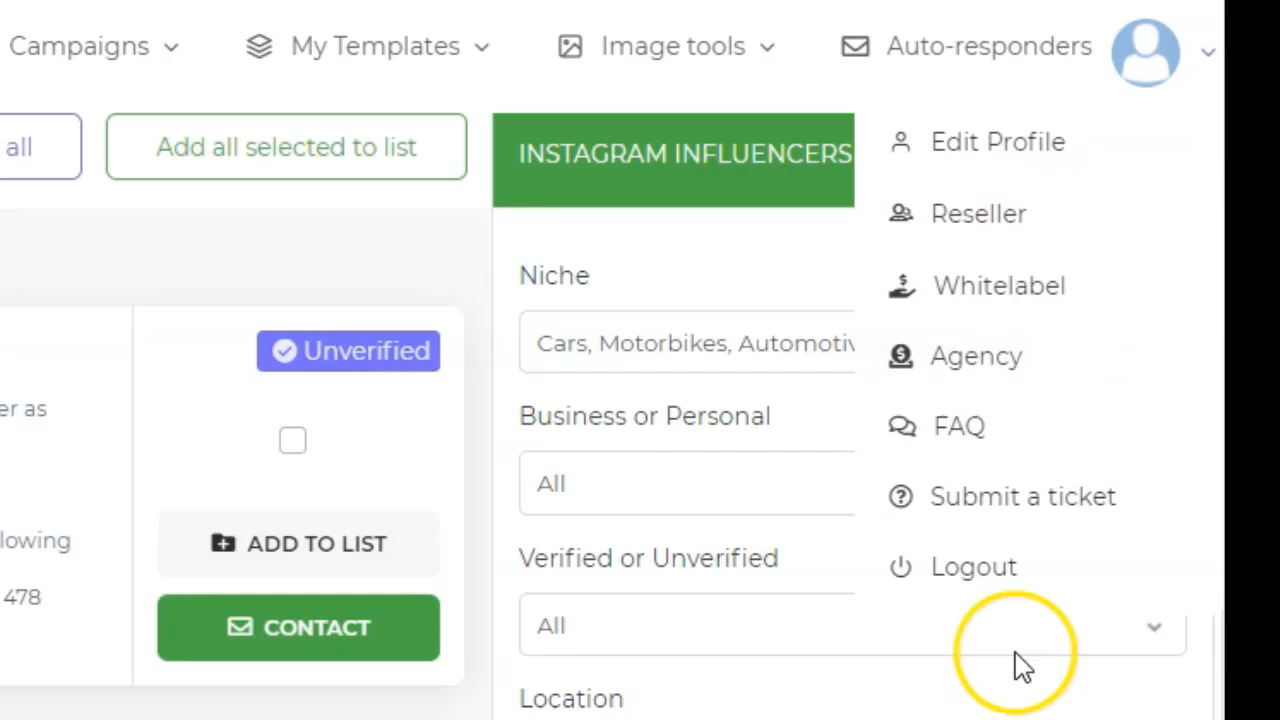 Campaigns My Templates Image tools Auto-responders
all Add all selected to list
INSTAGRAM INFLUENCERS
Niche
Cars, Motorbikes, Automotiv
Business or Personal
All
Verified or Unverified
All
Location
Unverified
er as
lowing
478
ADD TO LIST
CONTACT
Edit Profile
Reseller
Whitelabel
Agency
FAQ
Submit a ticket
Logout